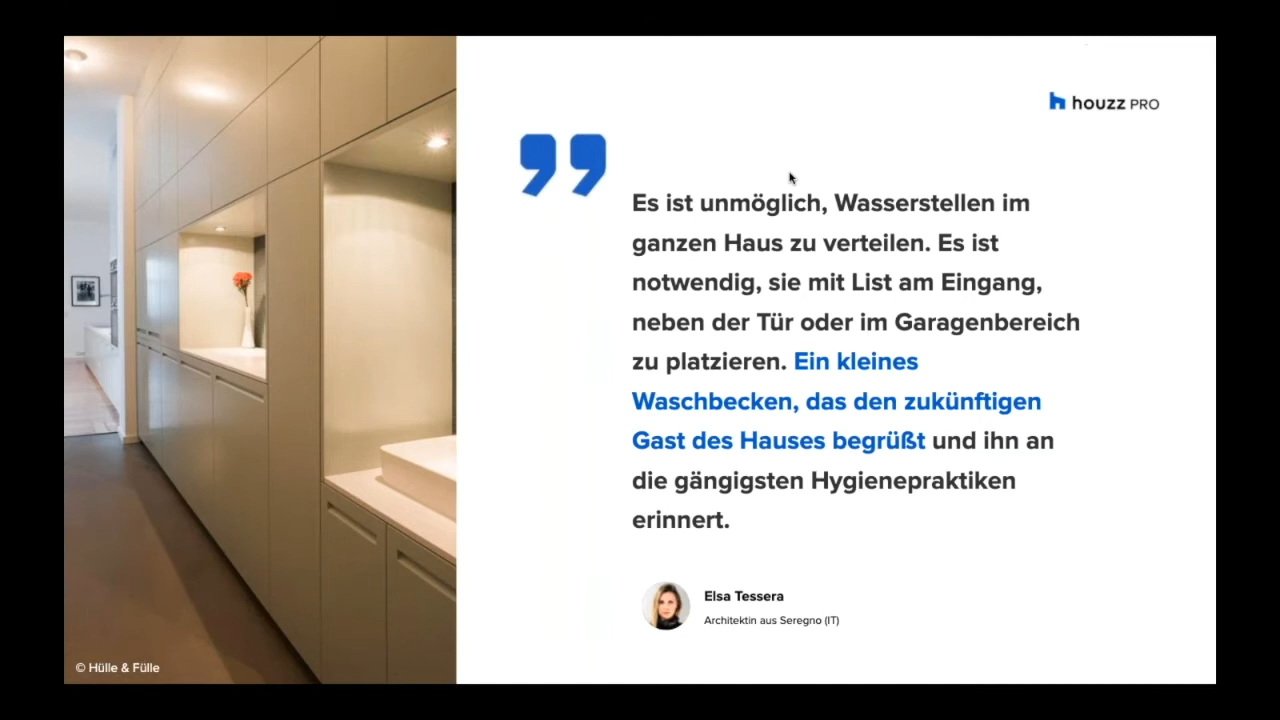 houzz PRO
Es ist unmöglich, Wasserstellen im
ganzen Haus zu verteilen. Es ist
notwendig, sie mit List am Eingang,
neben der Tür oder im Garagenbereich
zu platzieren. Ein kleines
Waschbecken, das den zukünftigen
Gast des Hauses begrüßt und ihn an
die gängigsten Hygienepraktiken
erinnert.
Elsa Tessera
Architektin aus Seregno (IT)
© Hülle & Fülle